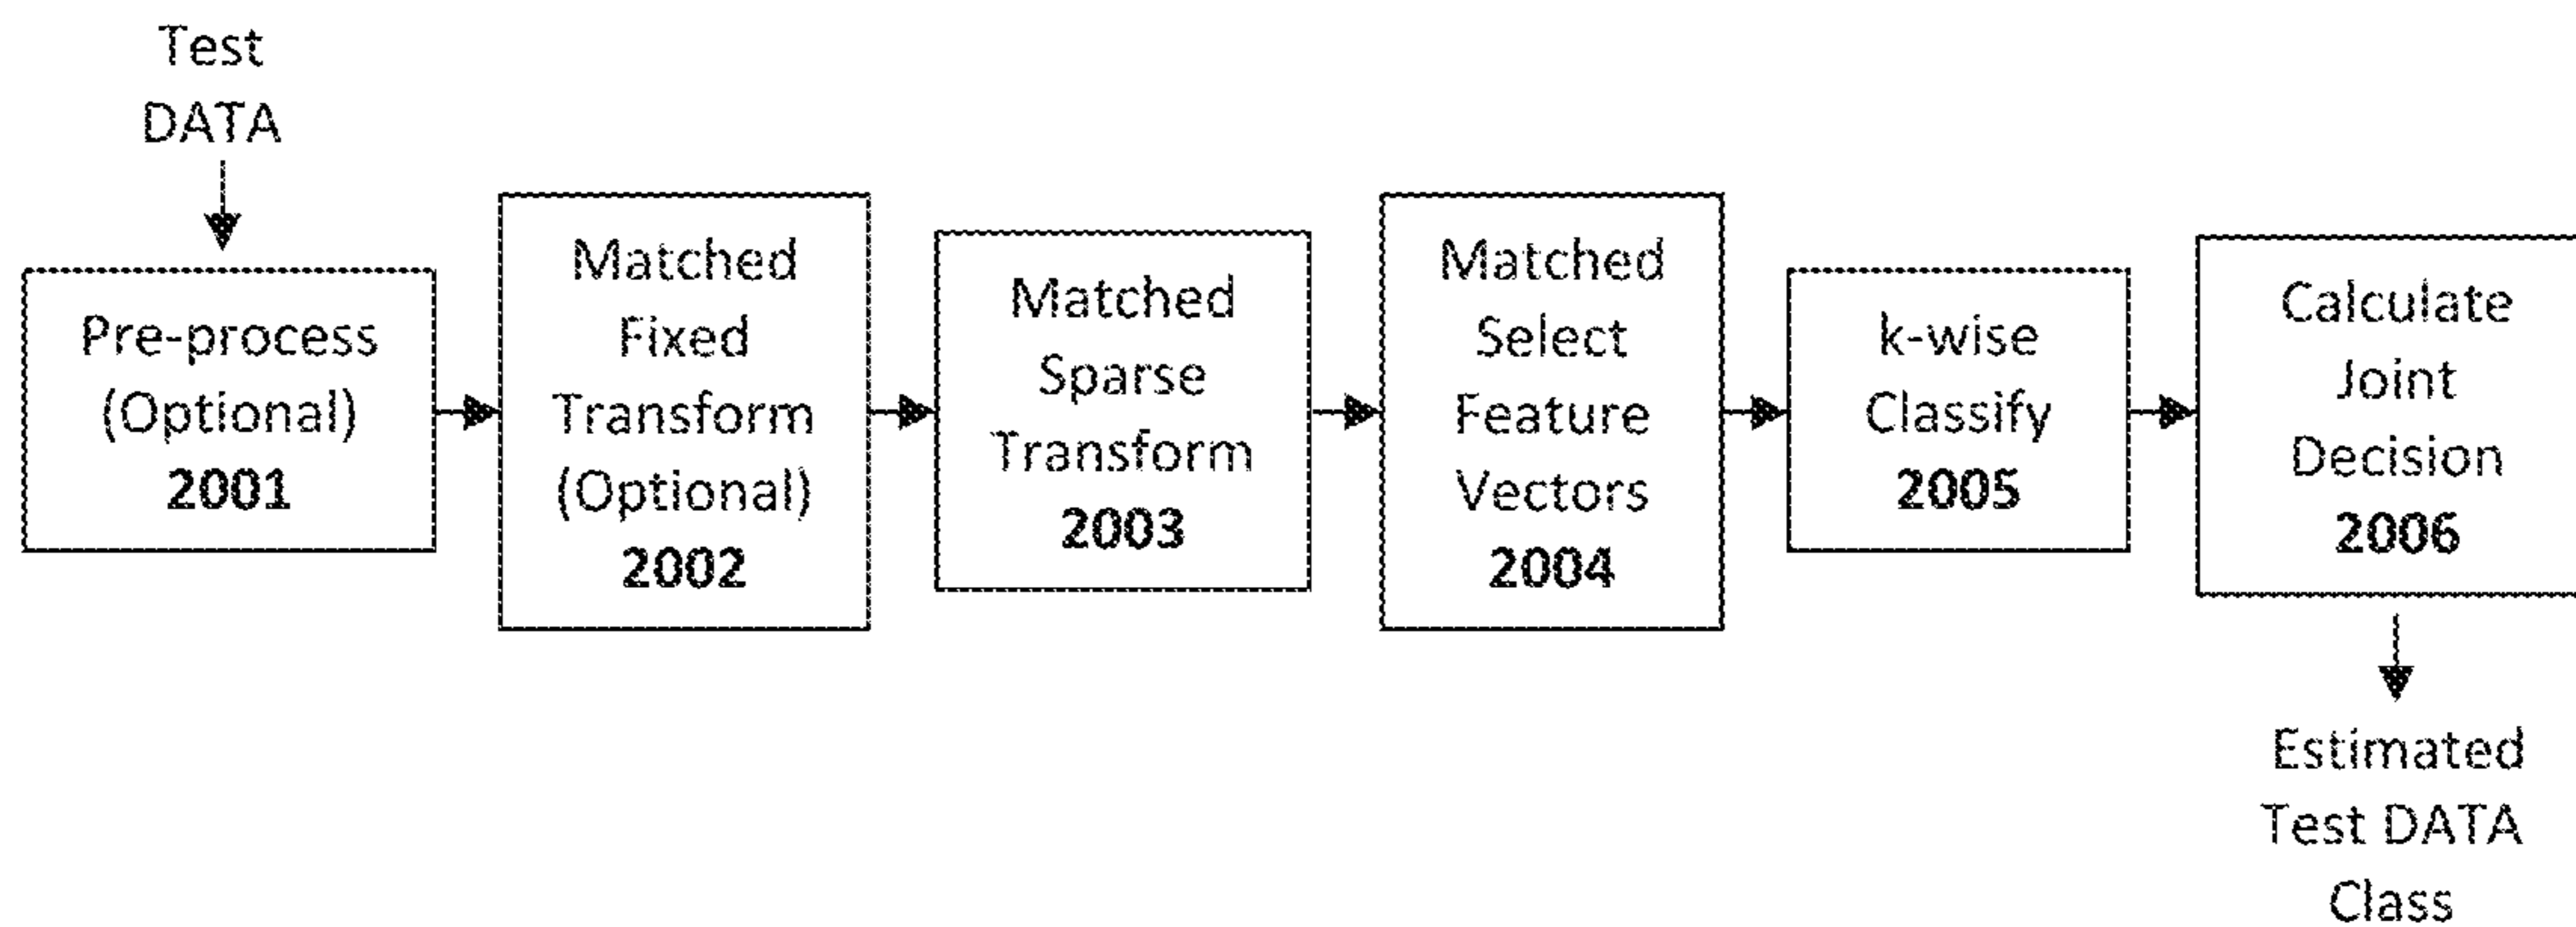 Test
DATA
Pre-process
(Optional)
2001
Matched
Fixed
Transform
(Optional)
2002
Matched
Sparse
Transform
2003
Matched
Select
Feature
Vectors
2004
k-wise
Classify
2005
Calculate
Joint
Decision
2006
Estimated
Test DATA
Class